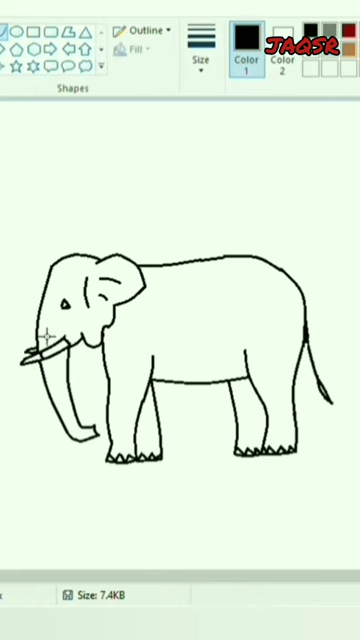 Outline
JAQSR
Fill
Size
Color
1
Color
2
Shapes
x
Size: 7.4KB